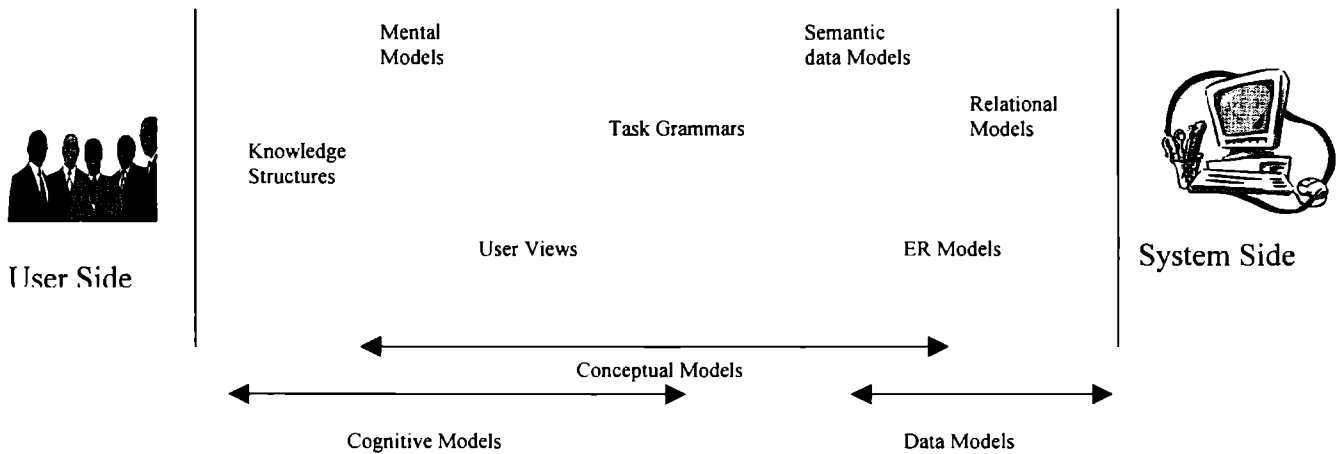 Mental
Models
Semantic
data Models
Relational
Models
Task Grammars
Knowledge
Structures
User Views
ER Models
User Side
System Side
Conceptual Models
Cognitive Models
Data Models